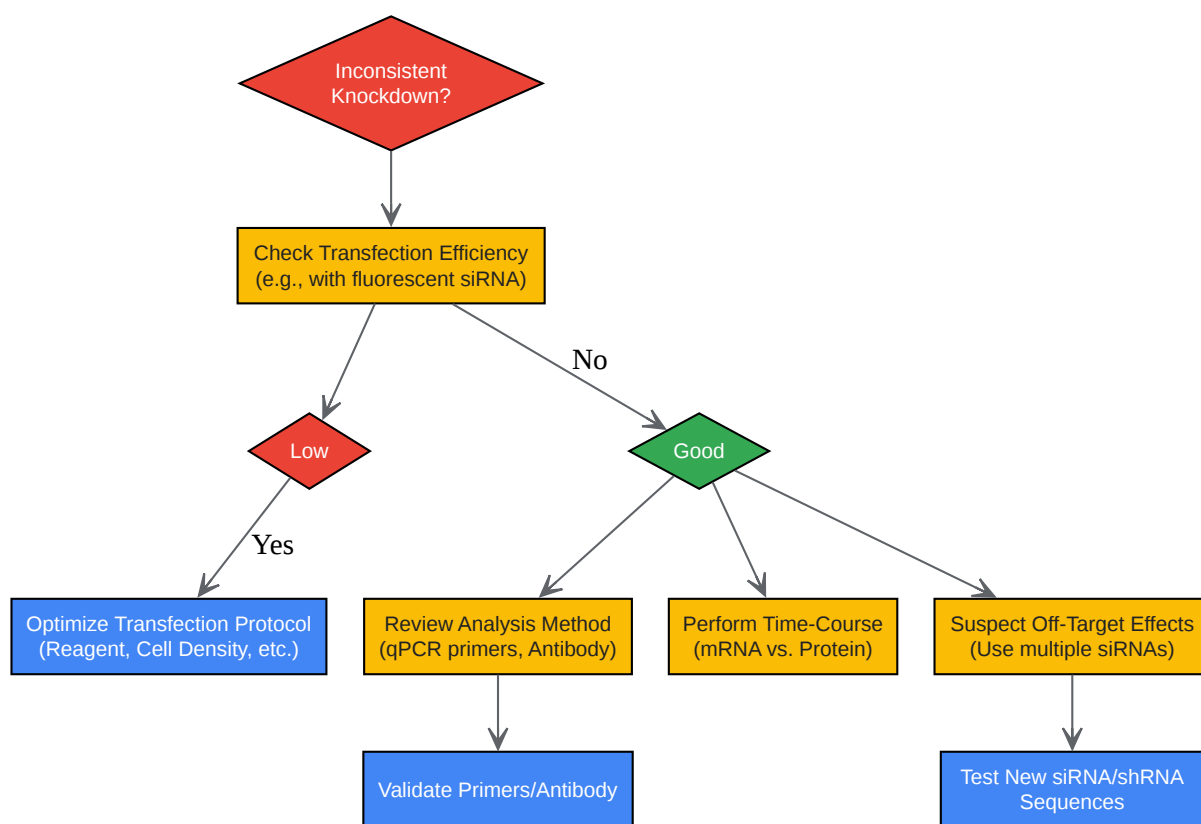 Inconsistent
Knockdown?
Check Transfection Efficiency
(e.g., with fluorescent siRNA)
No
Low
Good
Yes
Optimize Transfection Protocol
(Reagent, Cell Density, etc.)
Review Analysis Method
(qPCR primers, Antibody)
Perform Time-Course
(mRNA vs. Protein)
Suspect Off-Target Effects
(Use multiple siRNAs)
Validate Primers/Antibody
Test New siRNA/shRNA
Sequences